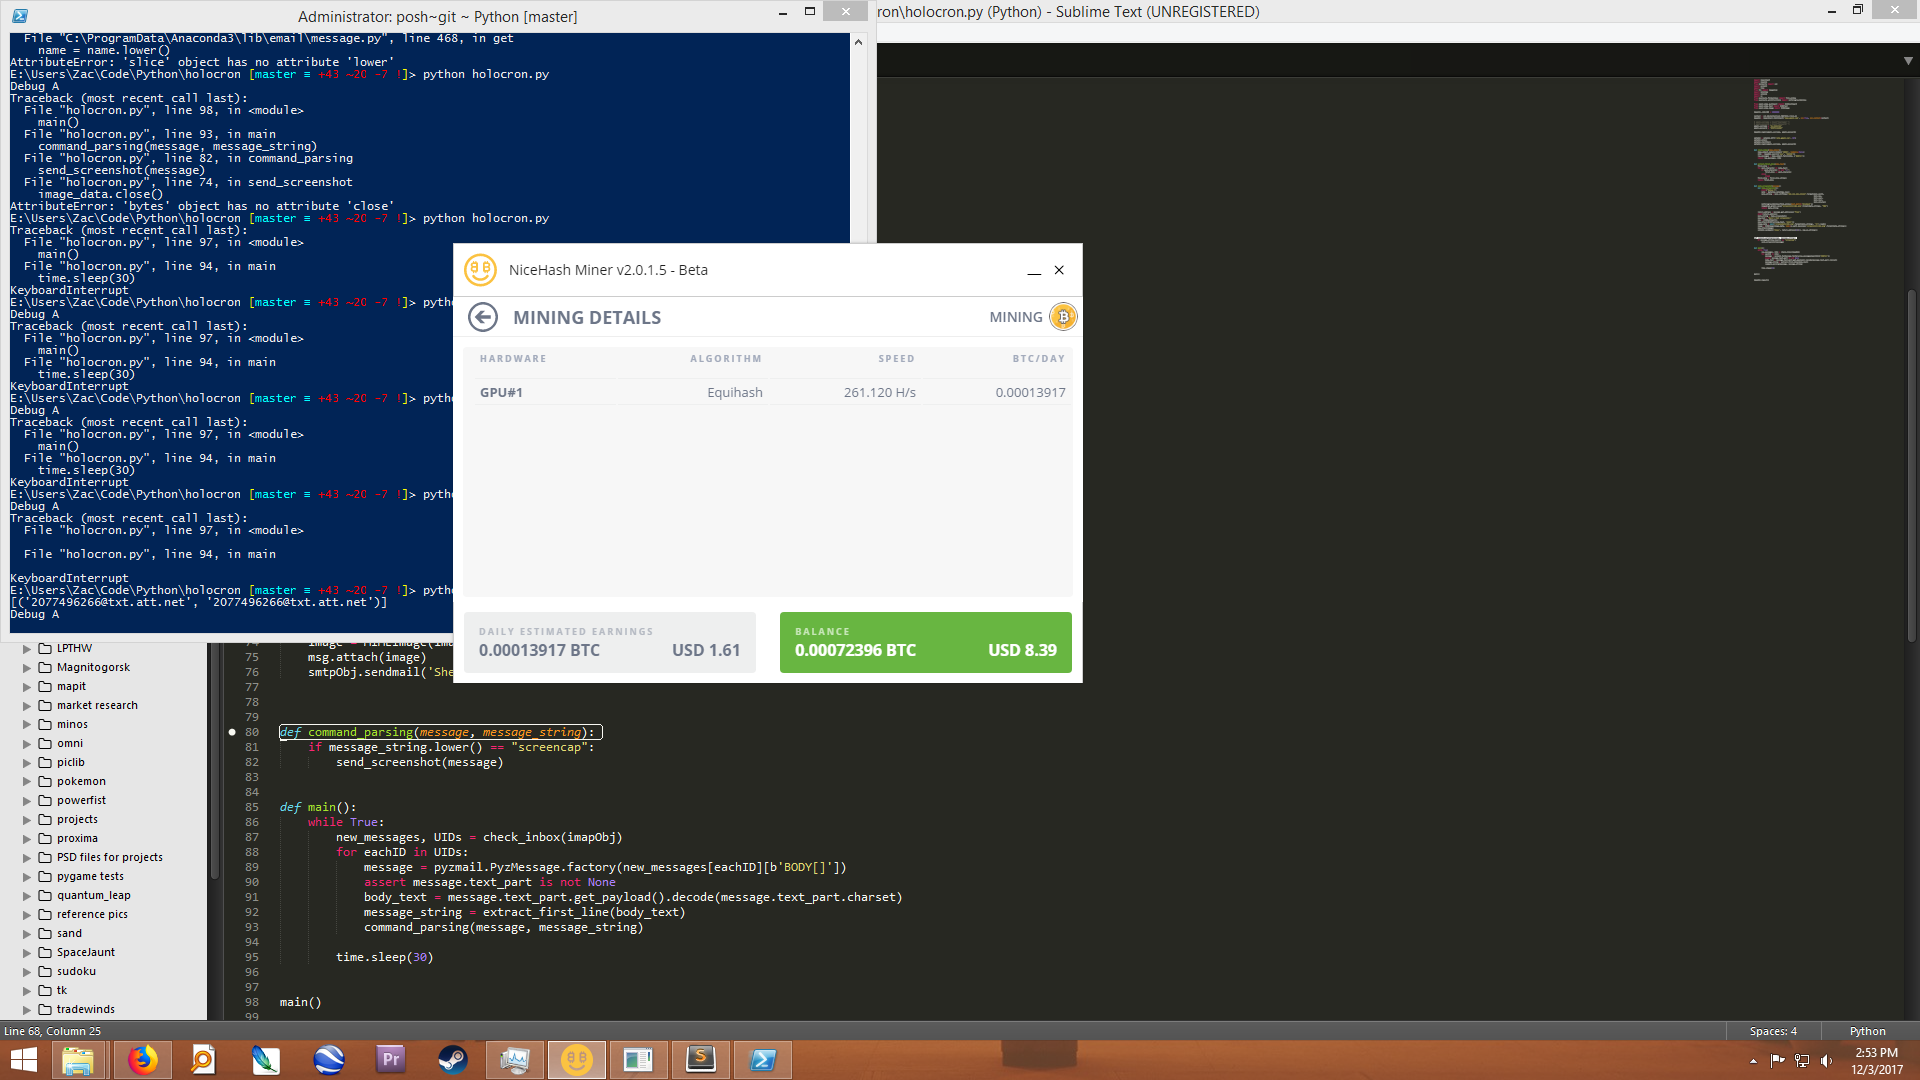 Administrator: posh~git ~ Python [master]
File "C:\ProgramData\Anaconda3\lib\email\message.py", line 468, in get
name = name.lower()
AttributeError: 'slice' object has no attribute 'lower'
E:\Users\Zac\Code\Python\holocron [master ≡ +43 ~20 -7 !]> python holocron.py
Debug A
Traceback (most recent call last):
File "holocron.py", line 98, in <module>
main()
File "holocron.py", line 93, in main
command_parsing(message, message_string)
File "holocron.py", line 82, in command_parsing
send_screenshot(message)
File "holocron.py", line 74, in send_screenshot
image_data.close()
AttributeError: 'bytes' object has no attribute 'close'
E:\Users\Zac\Code\Python\holocron [master ≡ +43 ~20 -7 !]> python holocron.py
Traceback (most recent call last):
File "holocron.py", line 97, in <module>
main()
File "holocron.py", line 94, in main
time.sleep(30)
KeyboardInterrupt
E:\Users\Zac\Code\Python\holocron [master ≡ +43 ~20 -7 !]> pyth
Debug A
Traceback (most recent call last):
File "holocron.py", line 97, in <module>
main()
File "holocron.py", line 94, in main
time.sleep(30)
KeyboardInterrupt
E:\Users\Zac\Code\Python\holocron [master ≡ +43 ~20 -7 !]> pyth
Debug A
Traceback (most recent call last):
File "holocron.py", line 97, in <module>
main()
File "holocron.py", line 94, in main
time.sleep(30)
KeyboardInterrupt
E:\Users\Zac\Code\Python\holocron [master ≡ +43 ~20 -7 !]> pyth
Debug A
Traceback (most recent call last):
File "holocron.py", line 97, in <module>
File "holocron.py", line 94, in main
KeyboardInterrupt
E:\Users\Zac\Code\Python\holocron [master ≡ +43 ~20 -7 !]> pyth
[('2077496266@txt.att.net', '2077496266@txt.att.net')]
Debug A
ron\holocron.py (Python) - Sublime Text (UNREGISTERED)
NiceHash Miner v2.0.1.5 - Beta
MINING DETAILS
MINING
HARDWARE ALGORITHM SPEED BTC/DAY
GPU#1 Equihash 261.120 H/s 0.00013917
DAILY ESTIMATED EARNINGS
0.00013917 BTC USD 1.61
BALANCE
0.00072396 BTC USD 8.39
LPTHW
Magnitogorsk
mapit
market research
minos
omni
piclib
pokemon
powerfist
projects
proxima
PSD files for projects
pygame tests
quantum_leap
reference pics
sand
SpaceJaunt
sudoku
tk
tradewinds
74 image = MIMEImage(ima
75 msg.attach(image)
76 smtpObj.sendmail('She
77
78
79
80 def command_parsing(message, message_string):
81 if message_string.lower() == "screencap":
82 send_screenshot(message)
83
84
85 def main():
86 while True:
87 new_messages, UIDs = check_inbox(imapObj)
88 for eachID in UIDs:
89 message = pyzmail.PyzMessage.factory(new_messages[eachID][b'BODY[]'])
90 assert message.text_part is not None
91 body_text = message.text_part.get_payload().decode(message.text_part.charset)
92 message_string = extract_first_line(body_text)
93 command_parsing(message, message_string)
94
95 time.sleep(30)
96
97
98 main()
99
Line 68, Column 25
Spaces: 4
Python
Pr
2:53 PM
12/3/2017